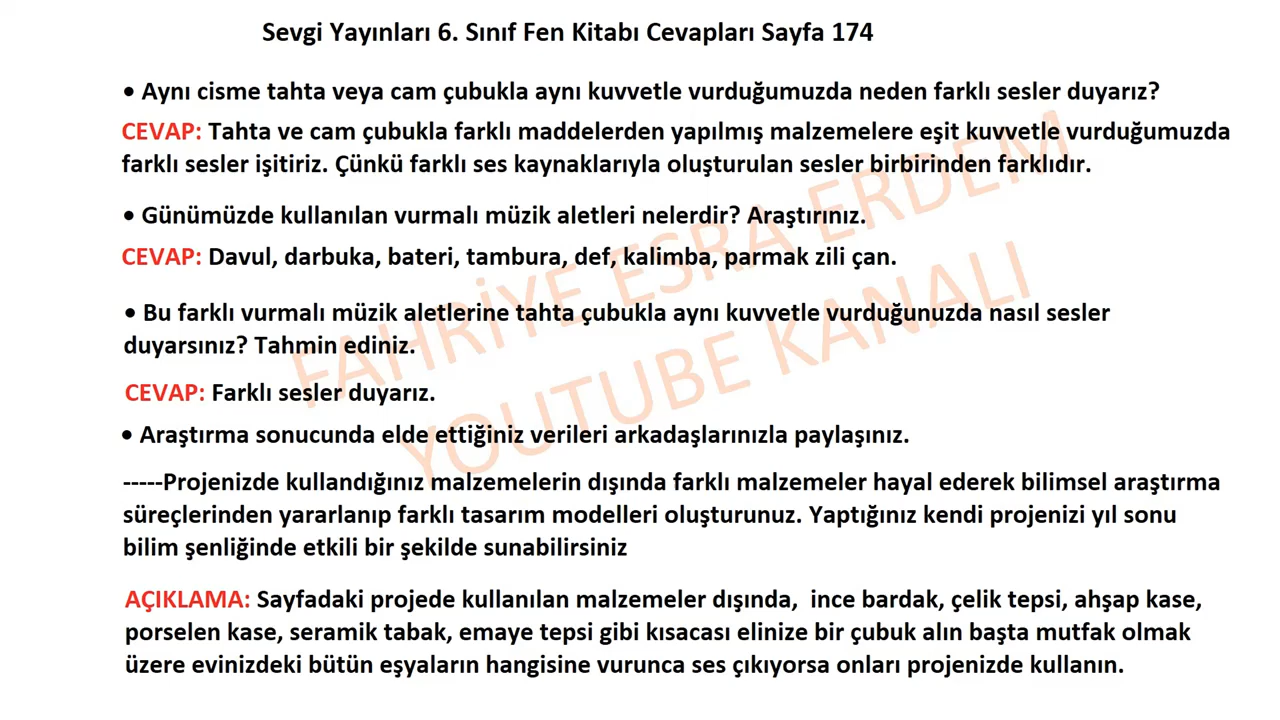 Sevgi Yayınları 6. Sınıf Fen Kitabı Cevapları Sayfa 174
• Aynı cisme tahta veya cam çubukla aynı kuvvetle vurduğumuzda neden farklı sesler duyarız?
CEVAP: Tahta ve cam çubukla farklı maddelerden yapılmış malzemelere eşit kuvvetle vurduğumuzda
farklı sesler işitiriz. Çünkü farklı ses kaynaklarıyla oluşturulan sesler birbirinden farklıdır.
• Günümüzde kullanılan vurmalı müzik aletleri nelerdir? Araştırınız.
CEVAP: Davul, darbuka, bateri, tambura, def, kalimba, parmak zili çan.
• Bu farklı vurmalı müzik aletlerine tahta çubukla aynı kuvvetle vurduğunuzda nasıl sesler
duyarsınız? Tahmin ediniz.
CEVAP: Farklı sesler duyarız.
• Araştırma sonucunda elde ettiğiniz verileri arkadaşlarınızla paylaşınız.
-----Projenizde kullandığınız malzemelerin dışında farklı malzemeler hayal ederek bilimsel araştırma
süreçlerinden yararlanıp farklı tasarım modelleri oluşturunuz. Yaptığınız kendi projenizi yıl sonu
bilim şenliğinde etkili bir şekilde sunabilirsiniz
AÇIKLAMA: Sayfadaki projede kullanılan malzemeler dışında, ince bardak, çelik tepsi, ahşap kase,
porselen kase, seramik tabak, emaye tepsi gibi kısacası elinize bir çubuk alın başta mutfak olmak
üzere evinizdeki bütün eşyaların hangisine vurunca ses çıkıyorsa onları projenizde kullanın.
FAHRİYE ESRA ERDEM
YOUTUBE KANALI